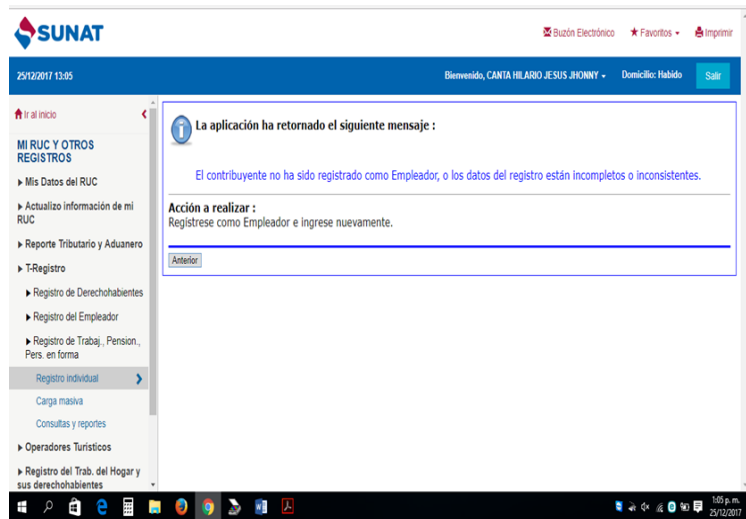 SUNAT
Buzón Electrónico
Favoritos
Imprimir
25/12/2017 13:05
Bienvenido, CANTA HILARIO JESUS JHONNY
Domicilio: Habido
Salir
Ir al inicio
MI RUC Y OTROS
REGISTROS
Mis Datos del RUC
Actualizo información de mi
RUC
Reporte Tributario y Aduanero
T-Registro
Registro de Derechohabientes
Registro del Empleador
Registro de Trabaj., Pension.,
Pers. en forma
Registro individual
Carga masiva
Consultas y reportes
Operadores Turisticos
Registro del Trab. del Hogar y
sus derechohabientes
La aplicación ha retornado el siguiente mensaje :
El contribuyente no ha sido registrado como Empleador, o los datos del registro están incompletos o inconsistentes.
Acción a realizar :
Registrese como Empleador e ingrese nuevamente.
Anterior
1:05 p. m.
25/12/2017